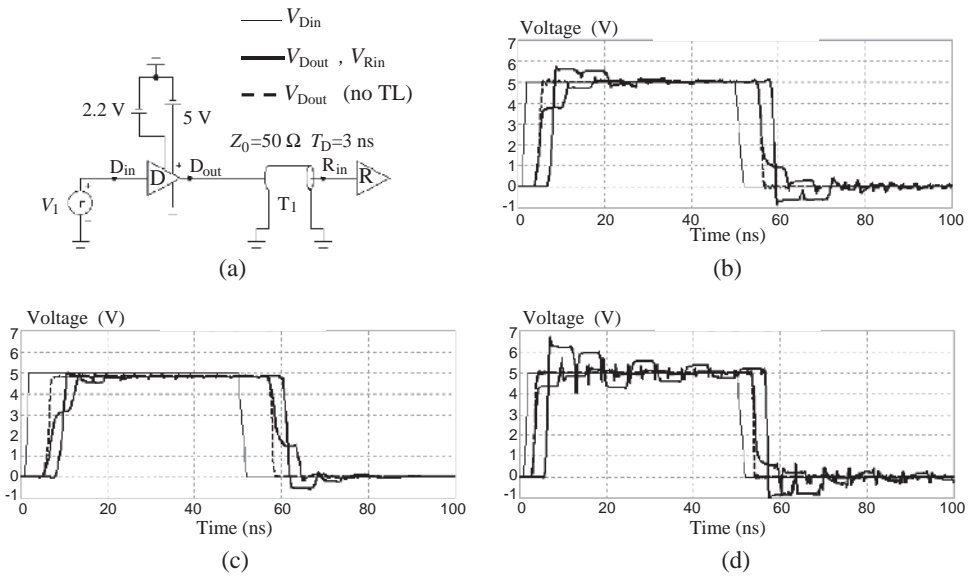 V_Din
V_Dout , V_Rin
V_Dout (no TL)
2.2 V
5 V
Z0=50 Ω T_D=3 ns
D_in
D
D_out
R_in
R
V1
r
T1
+
−
(a)
Voltage (V)
7
6
5
4
3
2
1
0
-1
0 20 40 60 80 100
Time (ns)
(b)
Voltage (V)
7
6
5
4
3
2
1
0
-1
0 20 40 60 80 100
Time (ns)
(c)
Voltage (V)
7
6
5
4
3
2
1
0
-1
0 20 40 60 80 100
Time (ns)
(d)